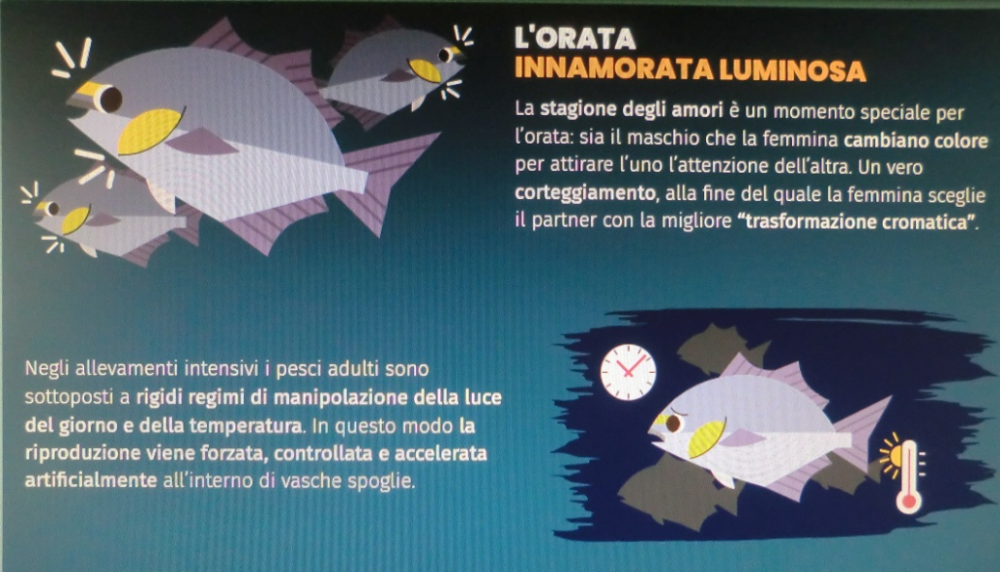 L'ORATA
INNAMORATA LUMINOSA
La stagione degli amori è un momento speciale per
l'orata: sia il maschio che la femmina cambiano colore
per attirare l'uno l'attenzione dell'altra. Un vero
corteggiamento, alla fine del quale la femmina sceglie
il partner con la migliore “trasformazione cromatica”.
Negli allevamenti intensivi i pesci adulti sono
sottoposti a rigidi regimi di manipolazione della luce
del giorno e della temperatura. In questo modo la
riproduzione viene forzata, controllata e accelerata
artificialmente all'interno di vasche spoglie.